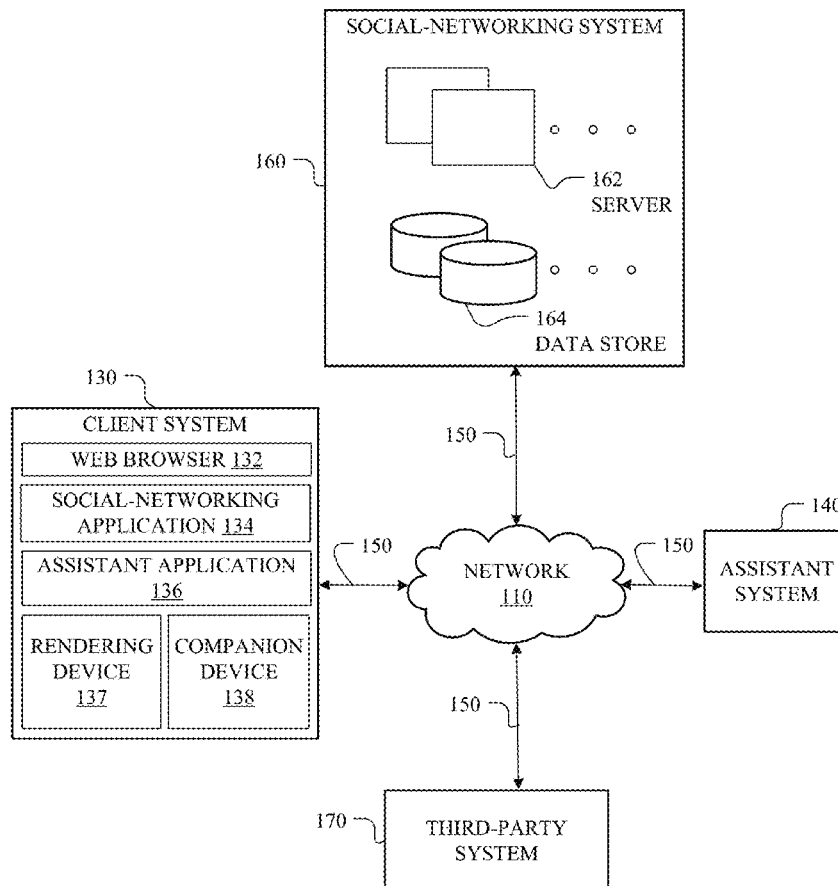 SOCIAL-NETWORKING SYSTEM
160
162
SERVER
164
DATA STORE
130
CLIENT SYSTEM
WEB BROWSER 132
SOCIAL-NETWORKING
APPLICATION 134
ASSISTANT APPLICATION
136
RENDERING
DEVICE
137
COMPANION
DEVICE
138
150
150
NETWORK
110
150
140
ASSISTANT
SYSTEM
150
170
THIRD-PARTY
SYSTEM